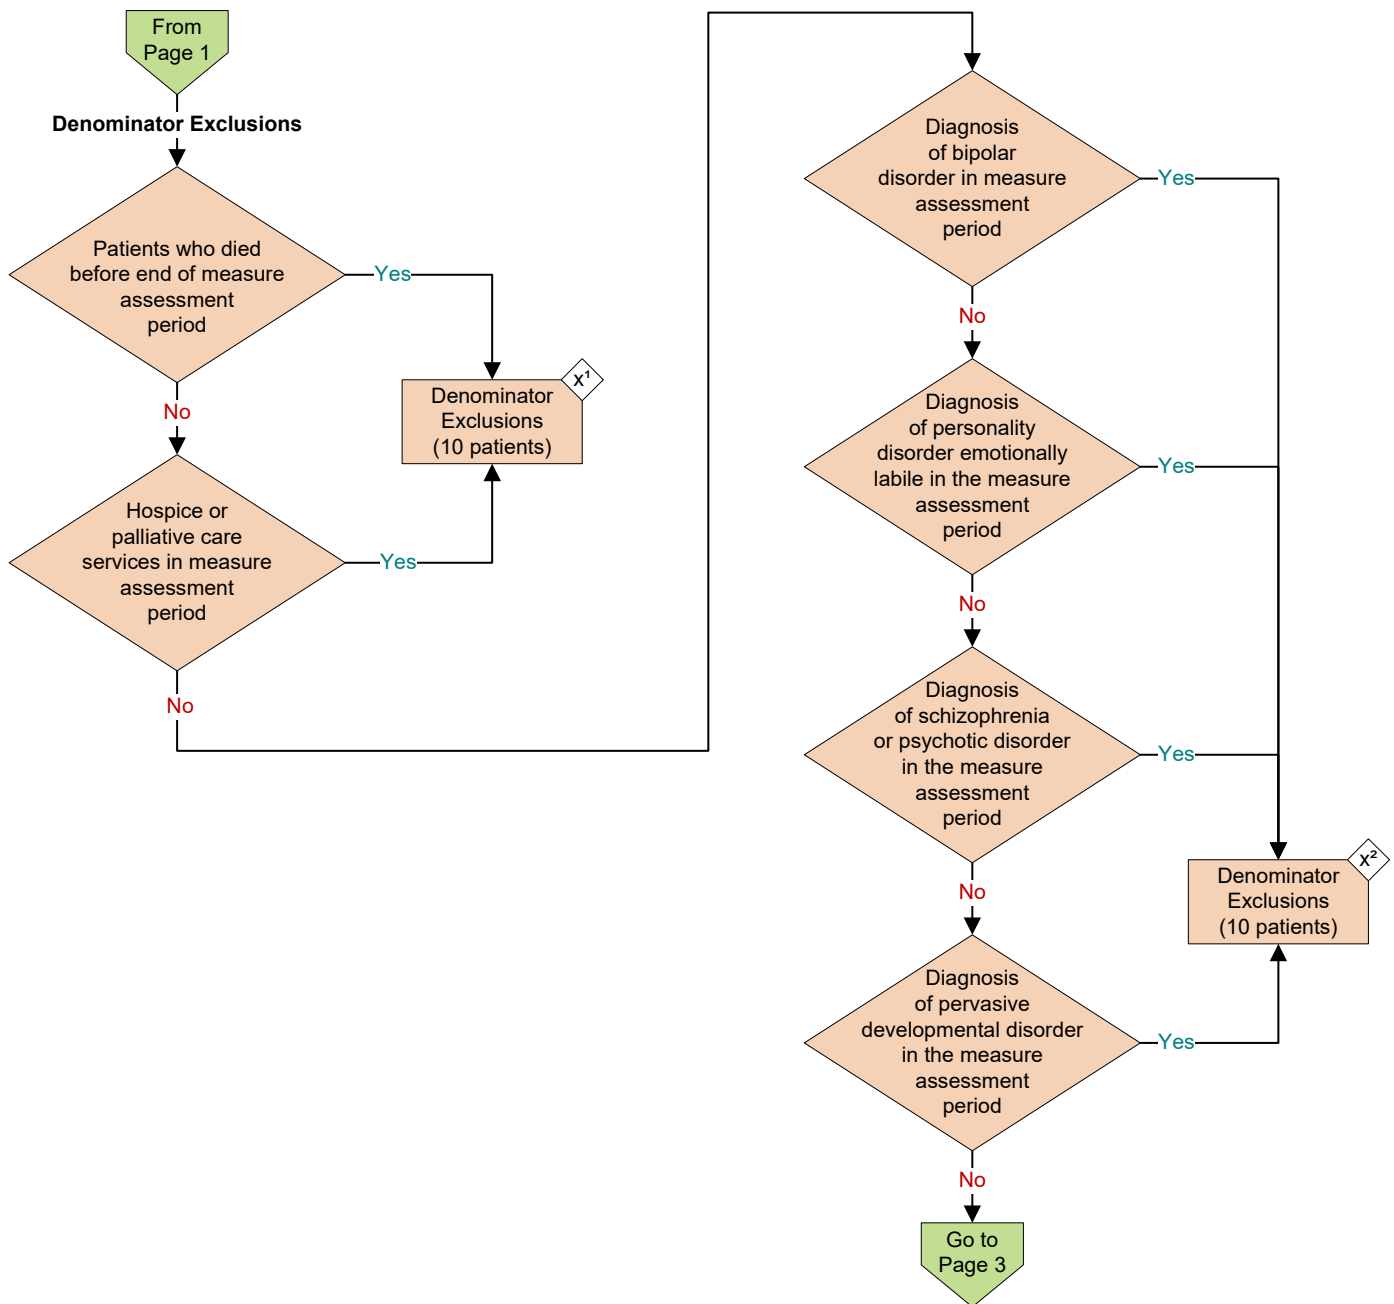 From
Page 1
Denominator Exclusions
Patients who died
before end of measure
assessment
period
Yes
No
x¹
Denominator
Exclusions
(10 patients)
Hospice or
palliative care
services in measure
assessment
period
Yes
No
Diagnosis
of bipolar
disorder in measure
assessment
period
Yes
No
Diagnosis
of personality
disorder emotionally
labile in the measure
assessment
period
Yes
No
Diagnosis
of schizophrenia
or psychotic disorder
in the measure
assessment
period
Yes
No
x²
Denominator
Exclusions
(10 patients)
Diagnosis
of pervasive
developmental disorder
in the measure
assessment
period
Yes
No
Go to
Page 3